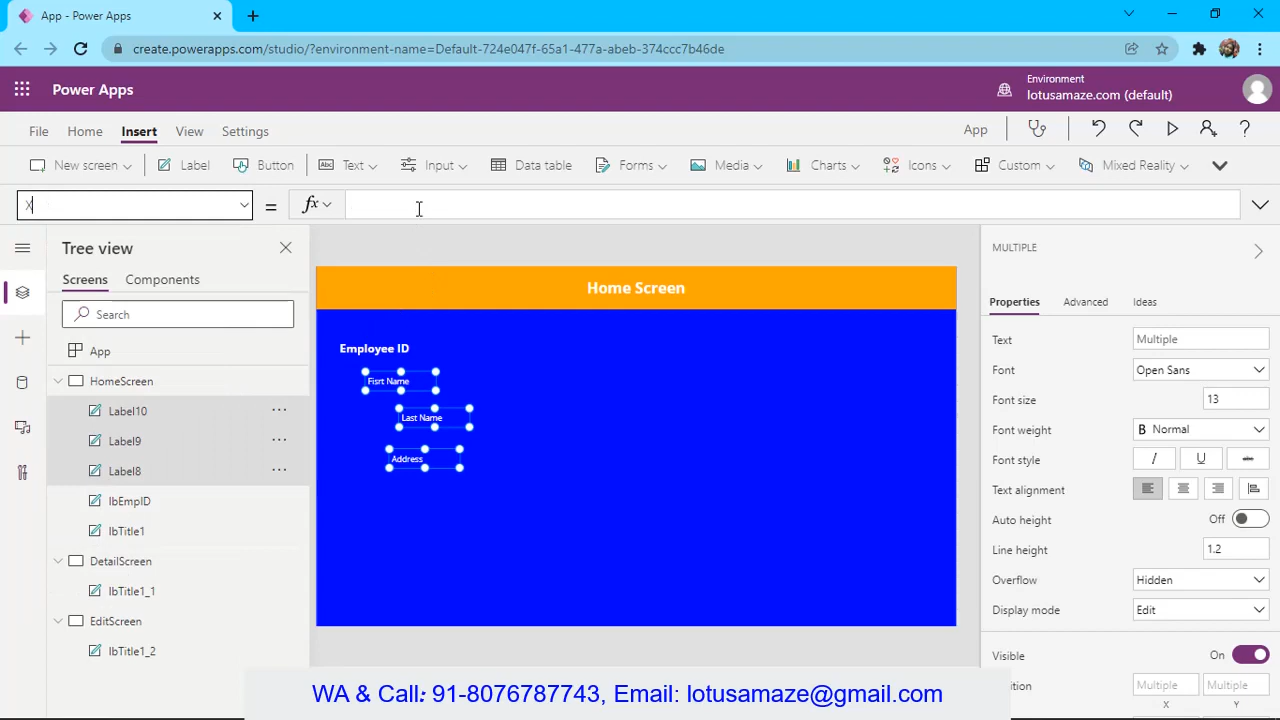 App - Power Apps
create.powerapps.com/studio/?environment-name=Default-724e047f-65a1-477a-abeb-374ccc7b46de
Power Apps
Environment
lotusamaze.com (default)
File Home Insert View Settings App
New screen Label Button Abc Text Input Data table Forms Media Charts Icons Custom Mixed Reality
X = fx
Tree view
Screens Components
Search
App
HomeScreen
Label10
Label9
Label8
lbEmpID
lbTitle1
DetailScreen
lbTitle1_1
EditScreen
lbTitle1_2
Home Screen
Employee ID
Fisrt Name
Last Name
Address
MULTIPLE
Properties Advanced Ideas
Text Multiple
Font Open Sans
Font size 13
Font weight B Normal
Font style / U abc
Text alignment
Auto height Off
Line height 1.2
Overflow Hidden
Display mode Edit
Visible On
Multiple Multiple
X Y
WA & Call: 91-8076787743, Email: lotusamaze@gmail.com